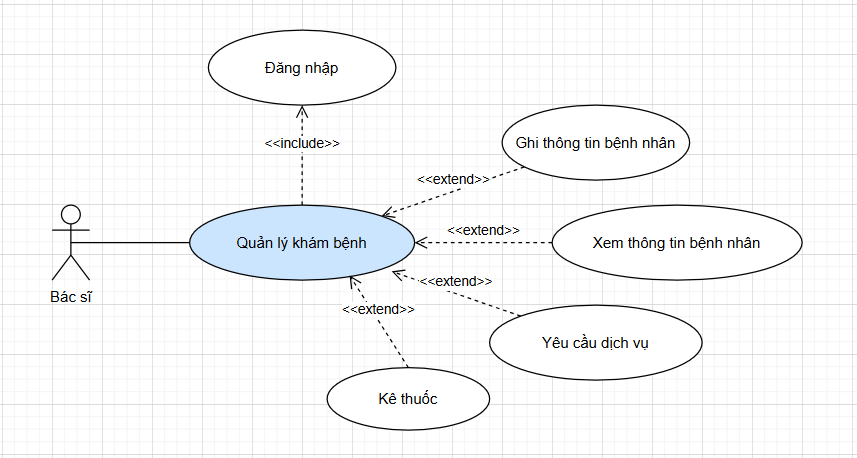 Đăng nhập
<<include>>
Ghi thông tin bệnh nhân
<<extend>>
Quản lý khám bệnh
<<extend>>
Xem thông tin bệnh nhân
<<extend>>
Bác sĩ
<<extend>>
Yêu cầu dịch vụ
Kê thuốc